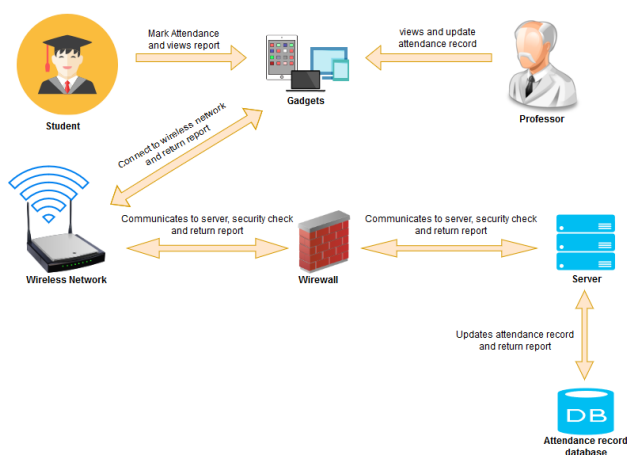 Mark Attendance
and views report
views and update
attendance record
Student
Gadgets
Professor
Connect to wireless network
and return report
Communicates to server, security check
and return report
Communicates to server, security check
and return report
Wireless Network
Wirewall
Server
Updates attendance record
and return report
DB
Attendance record
database